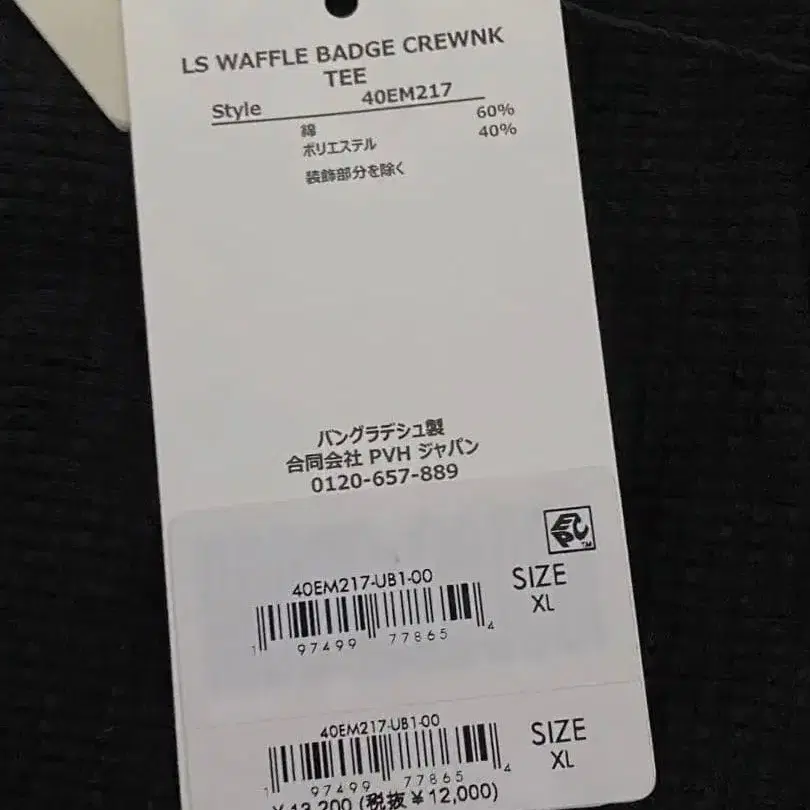 LS WAFFLE BADGE CREWNK
TEE
Style 40EM217
綿 60%
ポリエステル 40%
装飾部分を除く
バングラデシュ製
合同会社 PVH ジャパン
0120-657-889
EPC™
40EM217-UB1-00
SIZE
XL
1 97499 77865 4
40EM217-UB1-00
SIZE
XL
1 97499 77865 4
¥13,200 (税抜¥12,000)